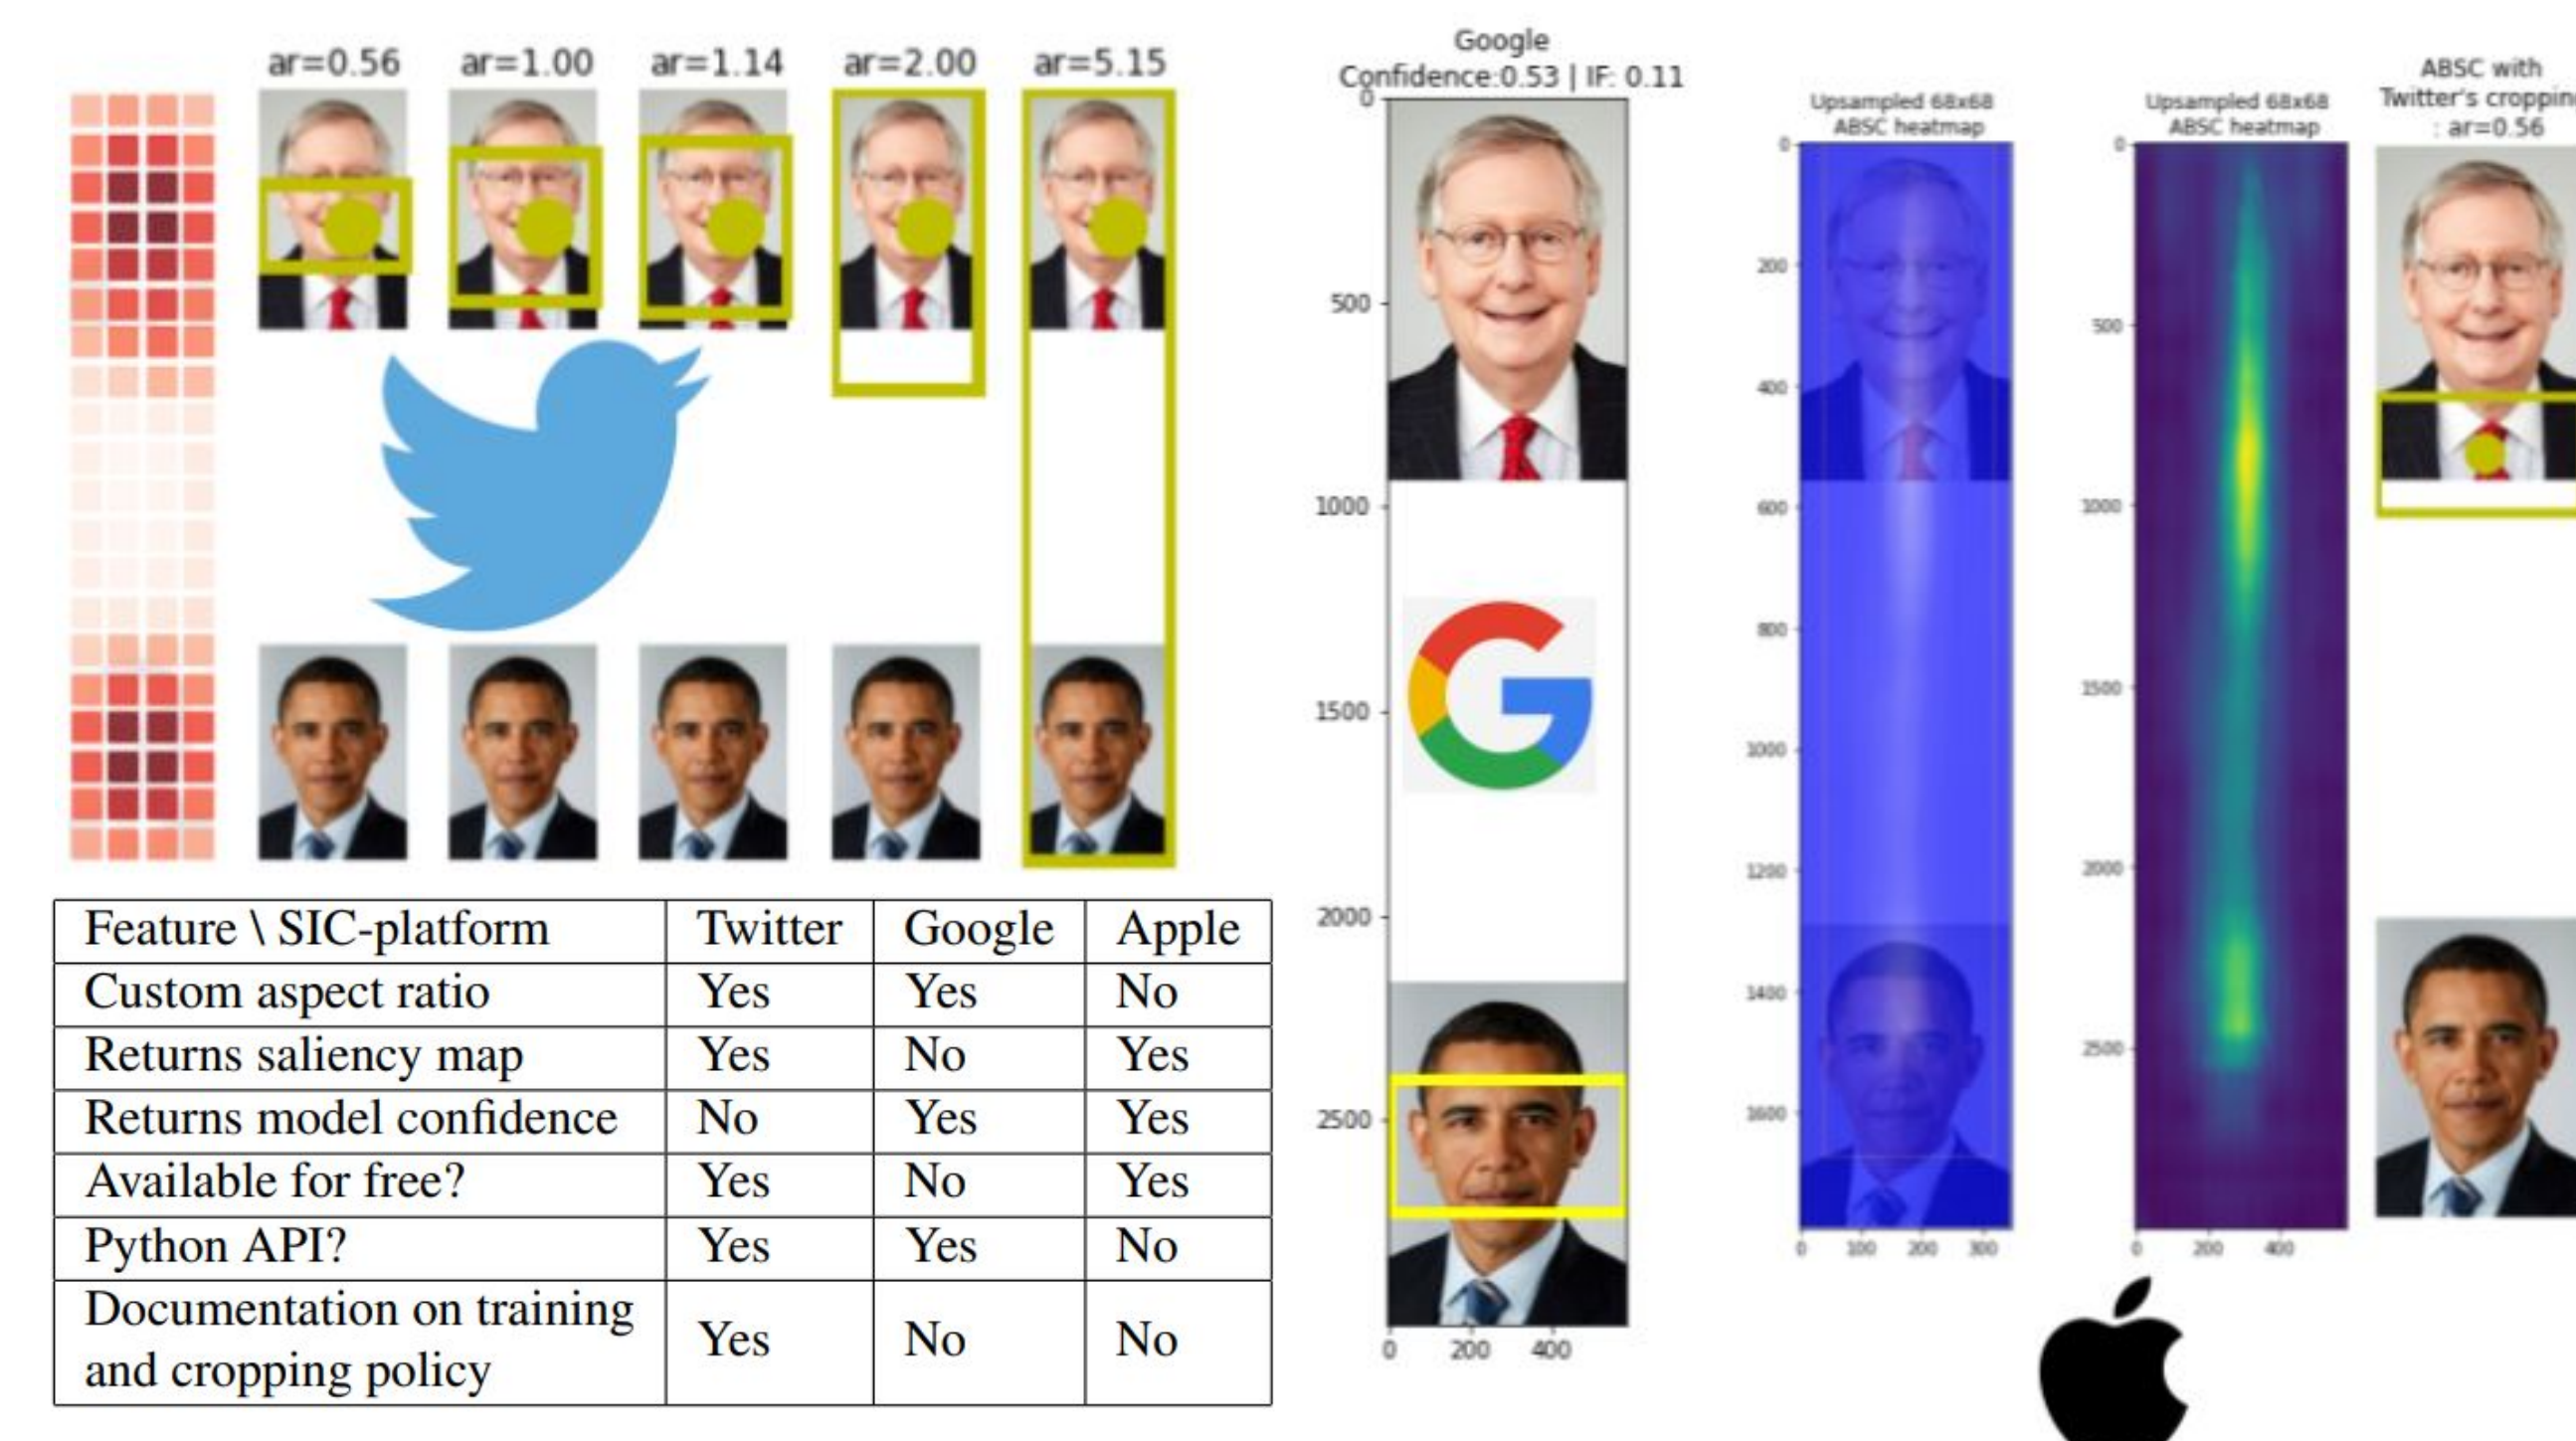 ar=0.56 ar=1.00 ar=1.14 ar=2.00 ar=5.15
Feature \ SIC-platform Twitter Google Apple
Custom aspect ratio Yes Yes No
Returns saliency map Yes No Yes
Returns model confidence No Yes Yes
Available for free? Yes No Yes
Python API? Yes Yes No
Documentation on training
and cropping policy Yes No No
Google
Confidence:0.53 | IF: 0.11
0
500
1000
1500
2000
2500
0 200 400
Upsampled 68x68
ABSC heatmap
0
200
400
600
800
1000
1200
1400
1600
0 100 200 300
Upsampled 68x68
ABSC heatmap
0
500
1000
1500
2000
2500
0 200 400
ABSC with
Twitter's cropping
: ar=0.56